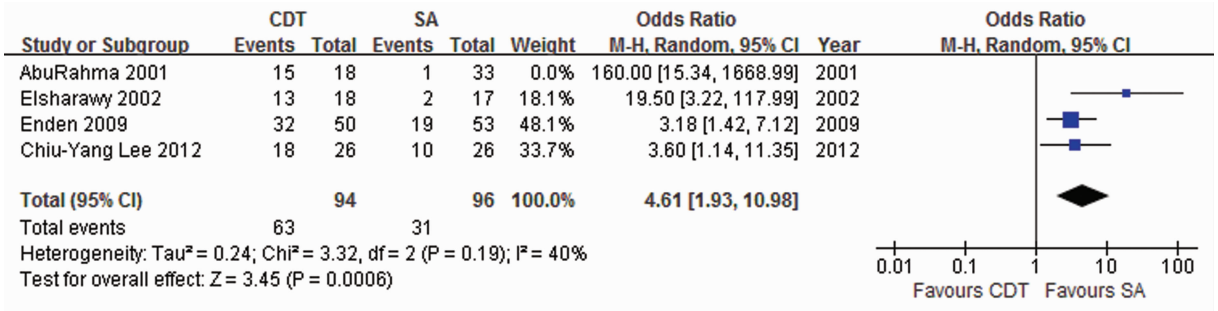 CDT SA Odds Ratio Odds Ratio
Study or Subgroup Events Total Events Total Weight M-H, Random, 95% CI Year M-H, Random, 95% CI
AbuRahma 2001 15 18 1 33 0.0% 160.00 [15.34, 1668.99] 2001
Elsharawy 2002 13 18 2 17 18.1% 19.50 [3.22, 117.99] 2002
Enden 2009 32 50 19 53 48.1% 3.18 [1.42, 7.12] 2009
Chiu-Yang Lee 2012 18 26 10 26 33.7% 3.60 [1.14, 11.35] 2012
Total (95% CI) 94 96 100.0% 4.61 [1.93, 10.98]
Total events 63 31
Heterogeneity: Tau² = 0.24; Chi² = 3.32, df = 2 (P = 0.19); I² = 40%
Test for overall effect: Z = 3.45 (P = 0.0006)
0.01 0.1 1 10 100
Favours CDT Favours SA